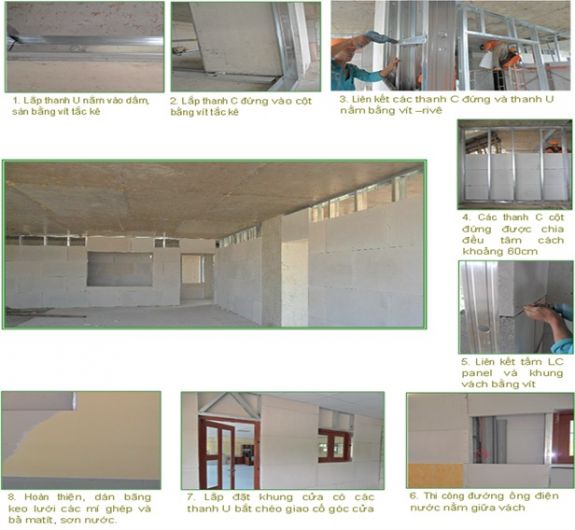 1. Lắp thanh U nằm vào dầm,
sàn bằng vít tắc kê
2. Lắp thanh C đứng vào cột
bằng vít tắc kê
3. Liên kết các thanh C đứng và thanh U
nằm bằng vít –rivê
4. Các thanh C cột
đứng được chia
đều tâm cách
khoảng 60cm
5. Liên kết tấm LC
panel và khung
vách bằng vít
6. Thi công đường ống điện
nước nằm giữa vách
7. Lắp đặt khung cửa có các
thanh U bắt chéo giao cổ góc cửa
8. Hoàn thiện, dán băng
keo lưới các mí ghép và
bả matít, sơn nước.